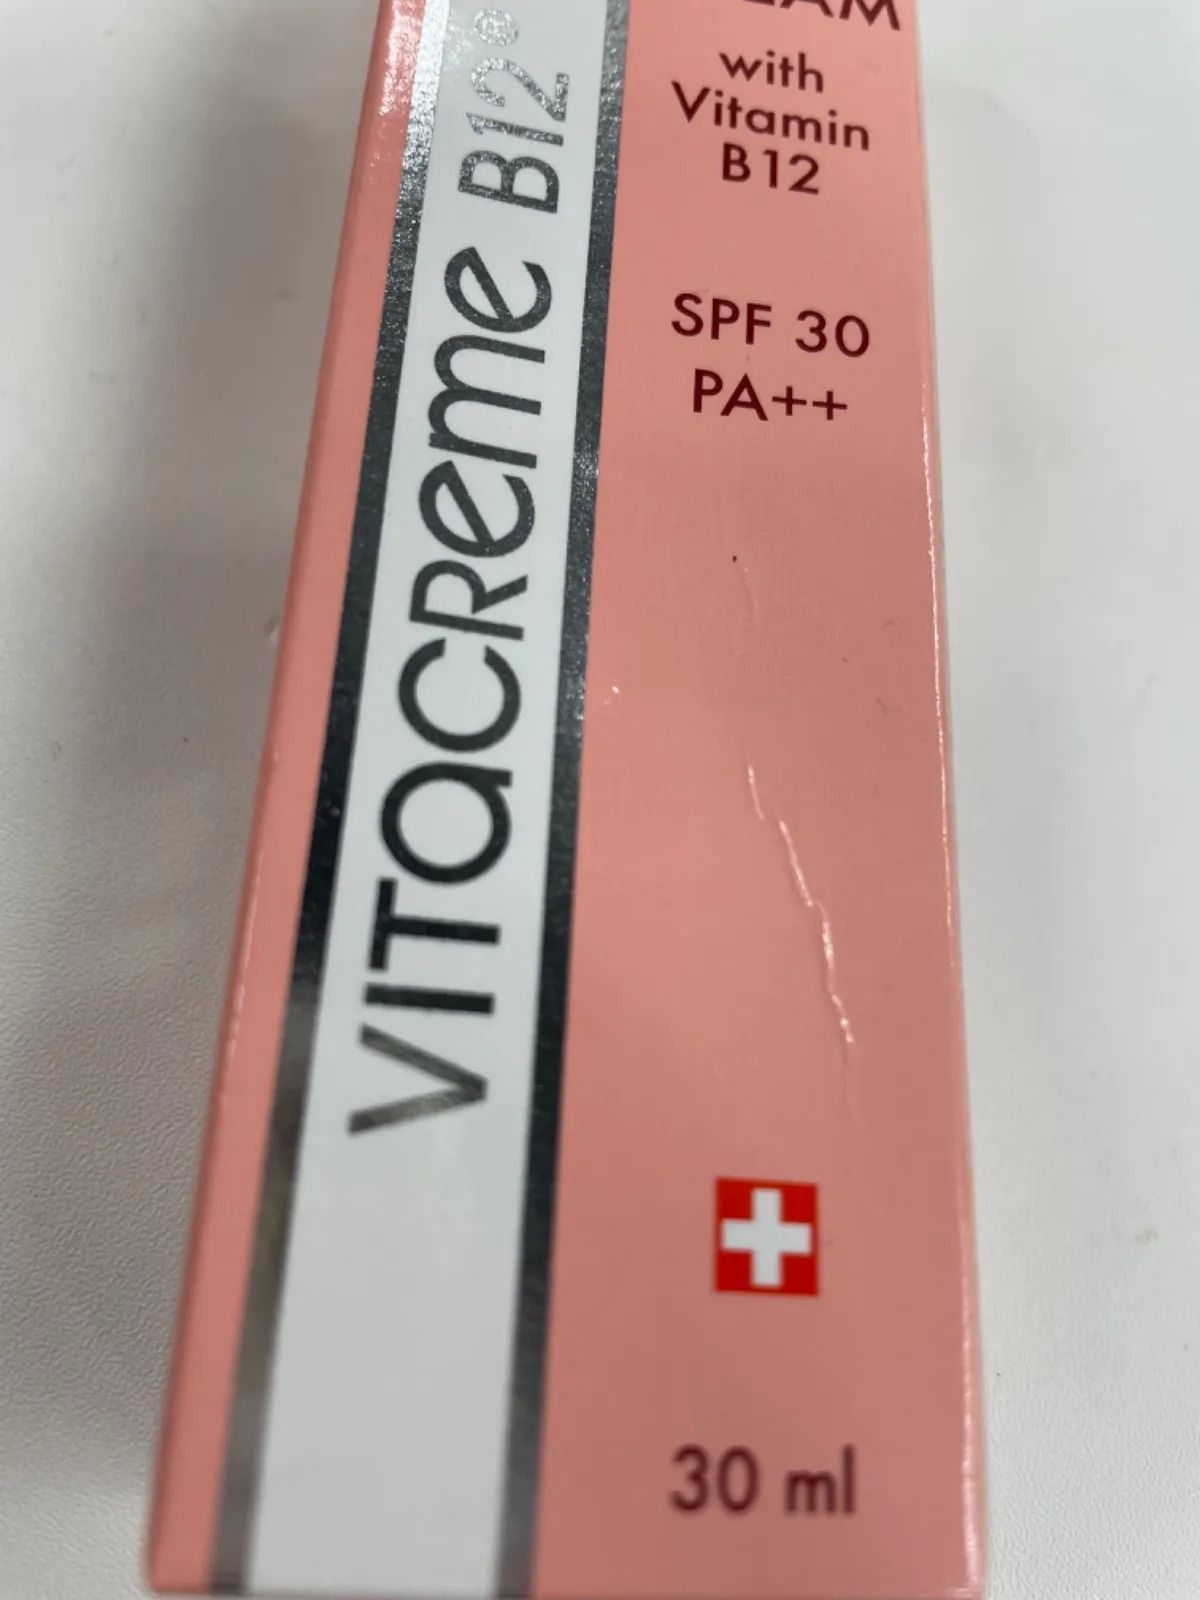 VITACREME B12®
with
Vitamin
B12
SPF 30
PA++
30 ml